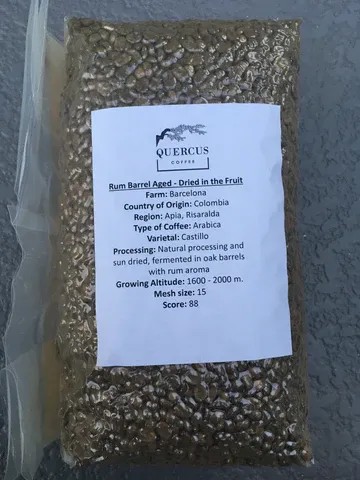 QUERCUS
COFFEE
Rum Barrel Aged - Dried in the Fruit
Farm: Barcelona
Country of Origin: Colombia
Region: Apia, Risaralda
Type of Coffee: Arabica
Varietal: Castillo
Processing: Natural processing and
sun dried, fermented in oak barrels
with rum aroma
Growing Altitude: 1600 - 2000 m.
Mesh size: 15
Score: 88